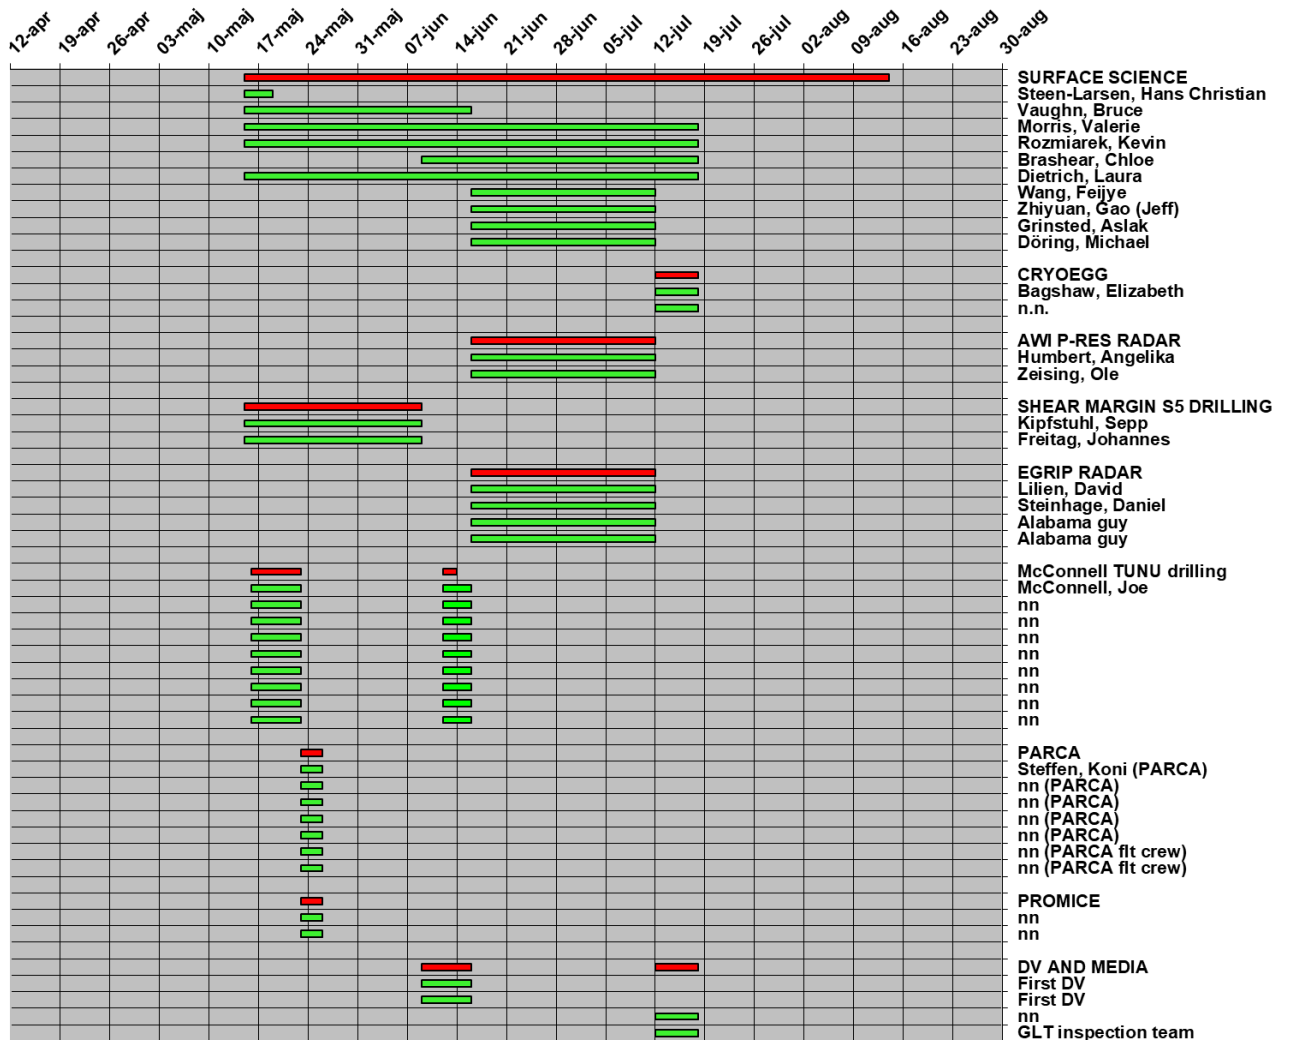 12-apr
19-apr
26-apr
03-maj
10-maj
17-maj
24-maj
31-maj
07-jun
14-jun
21-jun
28-jun
05-jul
12-jul
19-jul
26-jul
02-aug
09-aug
16-aug
23-aug
30-aug
SURFACE SCIENCE
Steen-Larsen, Hans Christian
Vaughn, Bruce
Morris, Valerie
Rozmiarek, Kevin
Brashear, Chloe
Dietrich, Laura
Wang, Feijye
Zhiyuan, Gao (Jeff)
Grinsted, Aslak
Döring, Michael
CRYOEGG
Bagshaw, Elizabeth
n.n.
AWI P-RES RADAR
Humbert, Angelika
Zeising, Ole
SHEAR MARGIN S5 DRILLING
Kipfstuhl, Sepp
Freitag, Johannes
EGRIP RADAR
Lilien, David
Steinhage, Daniel
Alabama guy
Alabama guy
McConnell TUNU drilling
McConnell, Joe
nn
nn
nn
nn
nn
nn
nn
nn
PARCA
Steffen, Koni (PARCA)
nn (PARCA)
nn (PARCA)
nn (PARCA)
nn (PARCA)
nn (PARCA flt crew)
nn (PARCA flt crew)
PROMICE
nn
nn
DV AND MEDIA
First DV
First DV
nn
GLT inspection team